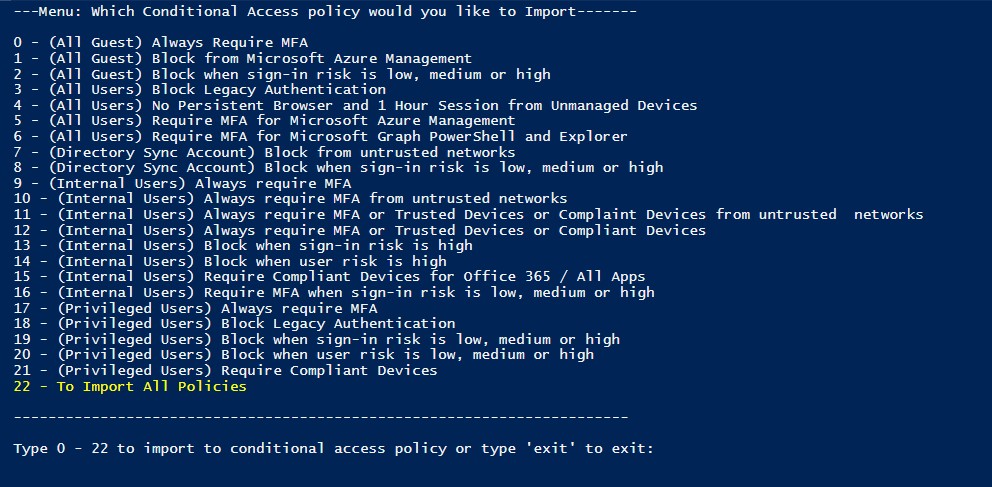 ---Menu: Which Conditional Access policy would you like to Import-------
0 - (All Guest) Always Require MFA
1 - (All Guest) Block from Microsoft Azure Management
2 - (All Guest) Block when sign-in risk is low, medium or high
3 - (All Users) Block Legacy Authentication
4 - (All Users) No Persistent Browser and 1 Hour Session from Unmanaged Devices
5 - (All Users) Require MFA for Microsoft Azure Management
6 - (All Users) Require MFA for Microsoft Graph PowerShell and Explorer
7 - (Directory Sync Account) Block from untrusted networks
8 - (Directory Sync Account) Block when sign-in risk is low, medium or high
9 - (Internal Users) Always require MFA
10 - (Internal Users) Always require MFA from untrusted networks
11 - (Internal Users) Always require MFA or Trusted Devices or Complaint Devices from untrusted  networks
12 - (Internal Users) Always require MFA or Trusted Devices or Compliant Devices
13 - (Internal Users) Block when sign-in risk is high
14 - (Internal Users) Block when user risk is high
15 - (Internal Users) Require Compliant Devices for Office 365 / All Apps
16 - (Internal Users) Require MFA when sign-in risk is low, medium or high
17 - (Privileged Users) Always require MFA
18 - (Privileged Users) Block Legacy Authentication
19 - (Privileged Users) Block when sign-in risk is low, medium or high
20 - (Privileged Users) Block when user risk is low, medium or high
21 - (Privileged Users) Require Compliant Devices
22 - To Import All Policies
-----------------------------------------------------------------------
Type 0 - 22 to import to conditional access policy or type 'exit' to exit: